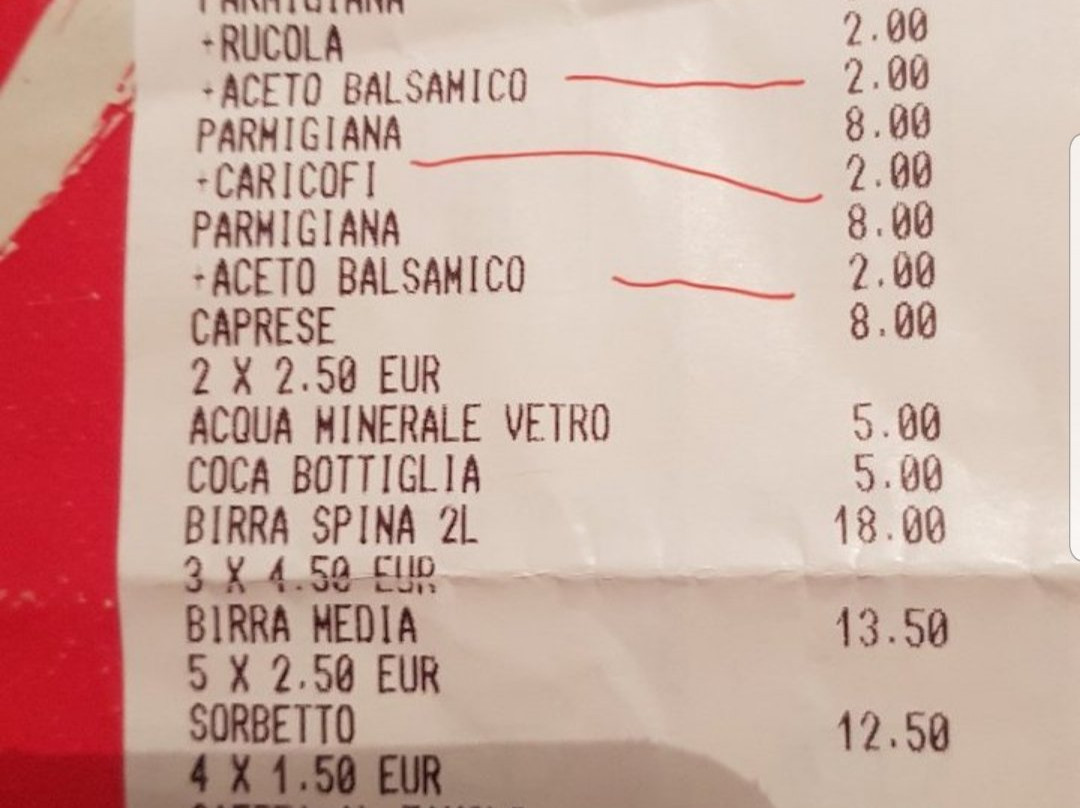 PARMIGIANA
+RUCOLA 2.00
+ACETO BALSAMICO 2.00
PARMIGIANA 8.00
+CARICOFI 2.00
PARMIGIANA 8.00
+ACETO BALSAMICO 2.00
CAPRESE 8.00
2 X 2.50 EUR
ACQUA MINERALE VETRO 5.00
COCA BOTTIGLIA 5.00
BIRRA SPINA 2L 18.00
3 X 4.50 EUR
BIRRA MEDIA 13.50
5 X 2.50 EUR
SORBETTO 12.50
4 X 1.50 EUR